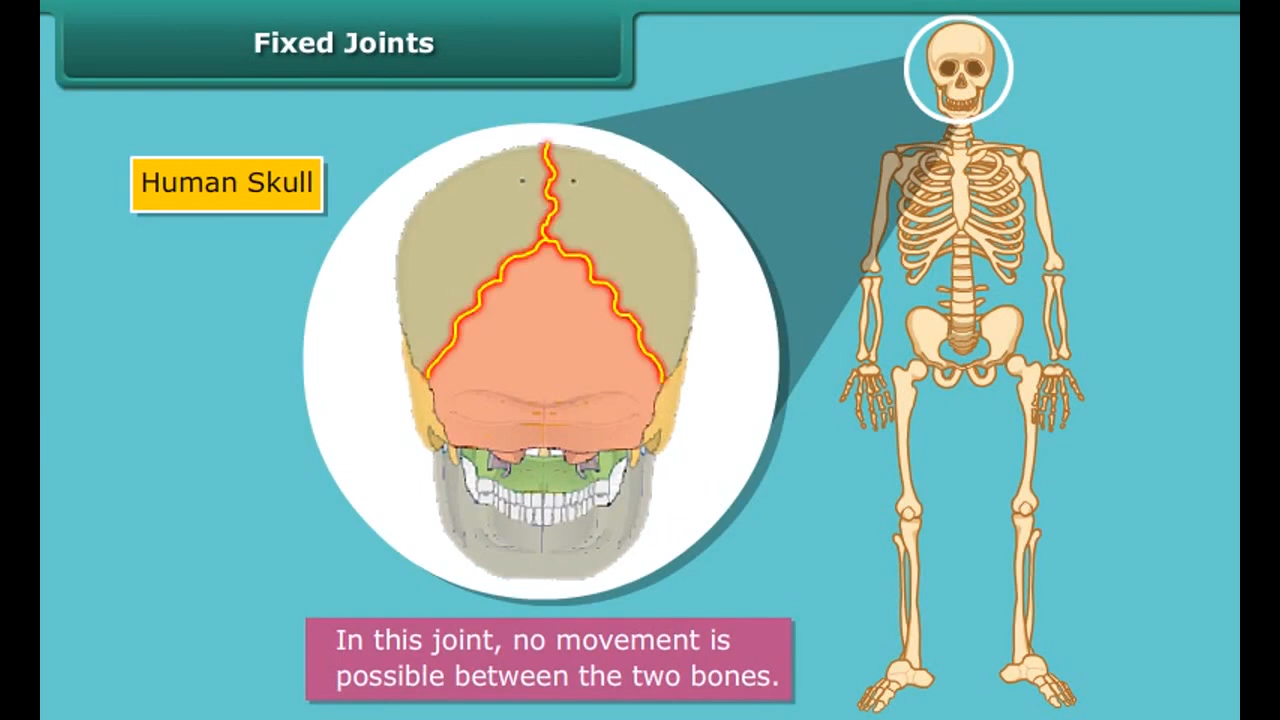 Fixed Joints
Human Skull
In this joint, no movement is
possible between the two bones.